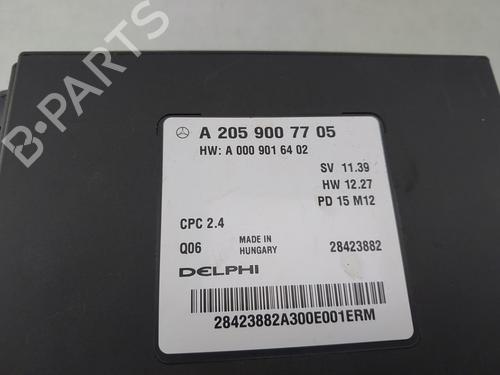 A 205 900 77 05
HW: A 000 901 64 02
SV 11.39
HW 12.27
PD 15 M12
CPC 2.4
Q06 MADE IN HUNGARY 28423882
DELPHI
28423882A300E001ERM
B-PARTS